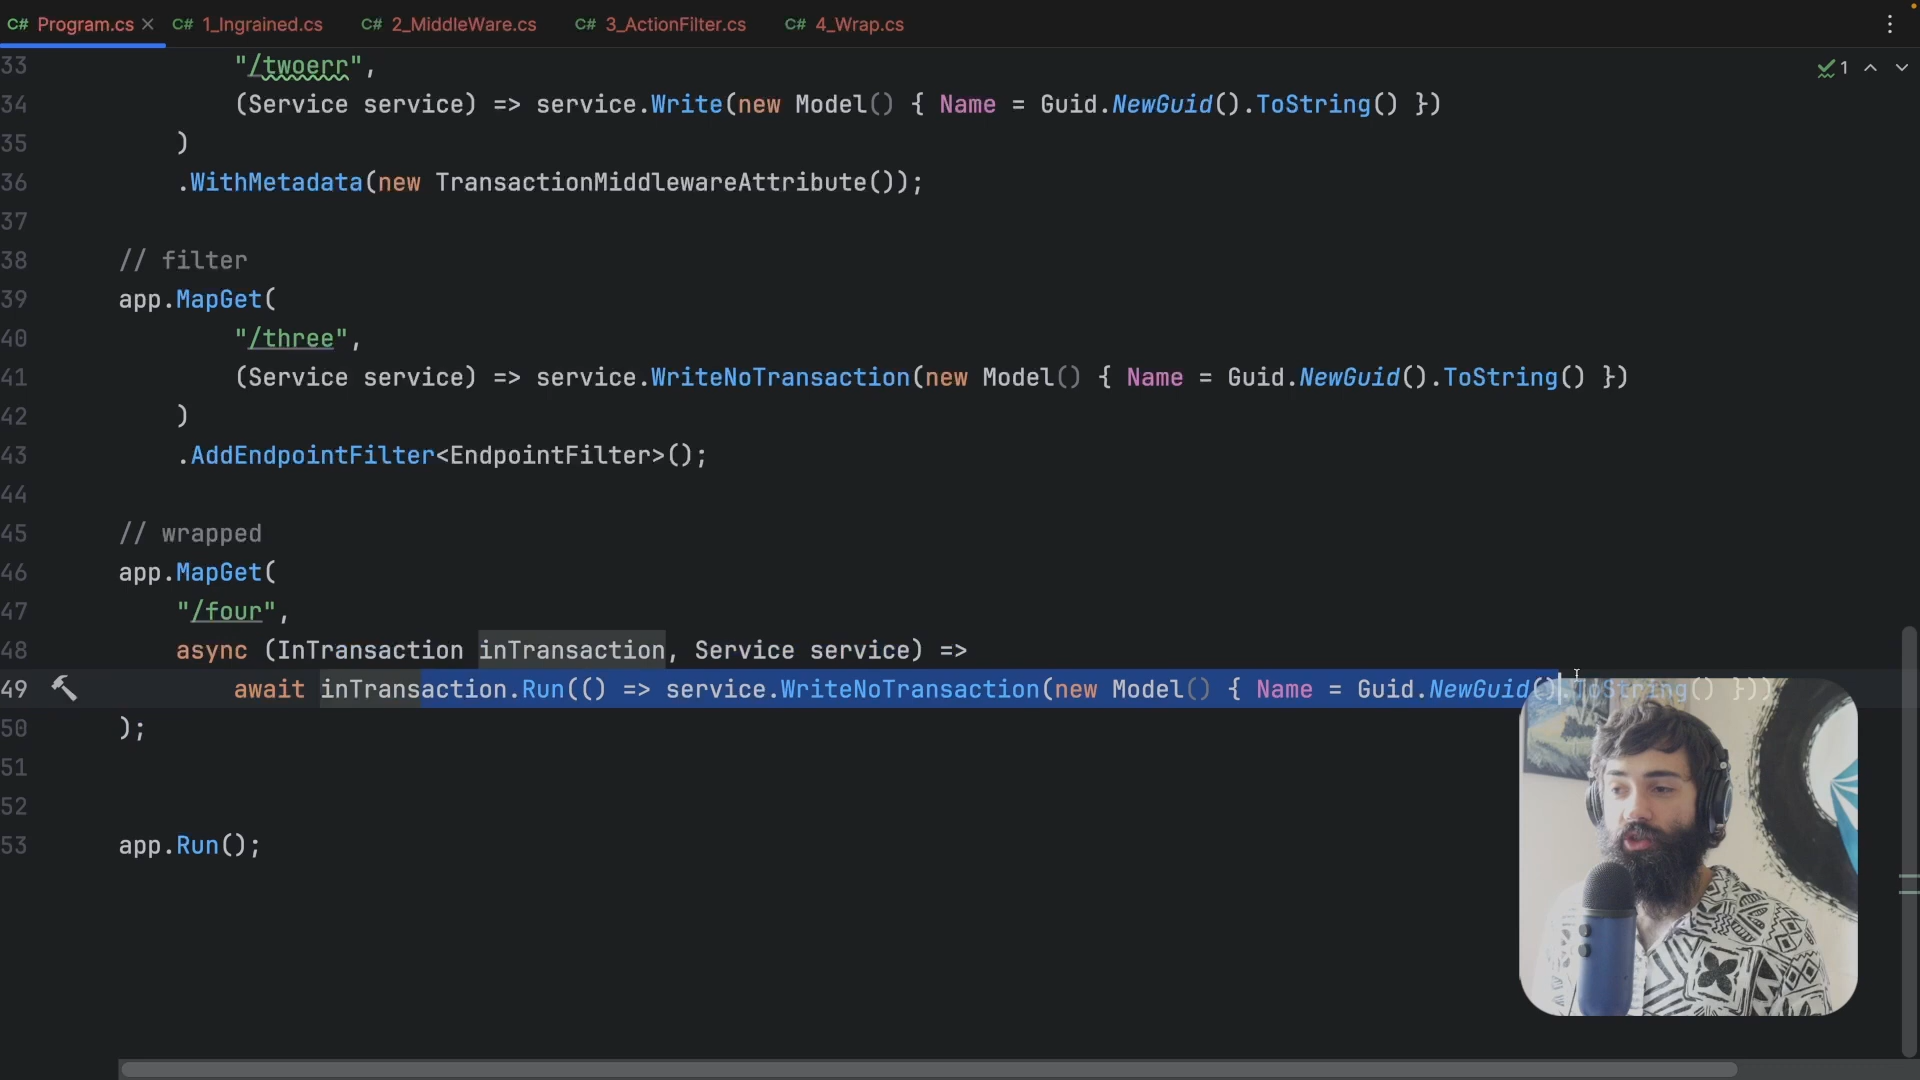 C# Program.cs × C# 1_Ingrained.cs C# 2_MiddleWare.cs C# 3_ActionFilter.cs C# 4_Wrap.cs
33 "/twoerr", 1
34 (Service service) => service.Write(new Model() { Name = Guid.NewGuid().ToString() })
35 )
36 .WithMetadata(new TransactionMiddlewareAttribute());
37
38 // filter
39 app.MapGet(
40 "/three",
41 (Service service) => service.WriteNoTransaction(new Model() { Name = Guid.NewGuid().ToString() })
42 )
43 .AddEndpointFilter<EndpointFilter>();
44
45 // wrapped
46 app.MapGet(
47 "/four",
48 async (InTransaction inTransaction, Service service) =>
49 await inTransaction.Run(() => service.WriteNoTransaction(new Model() { Name = Guid.NewGuid().ToString() }))
50 );
51
52
53 app.Run();